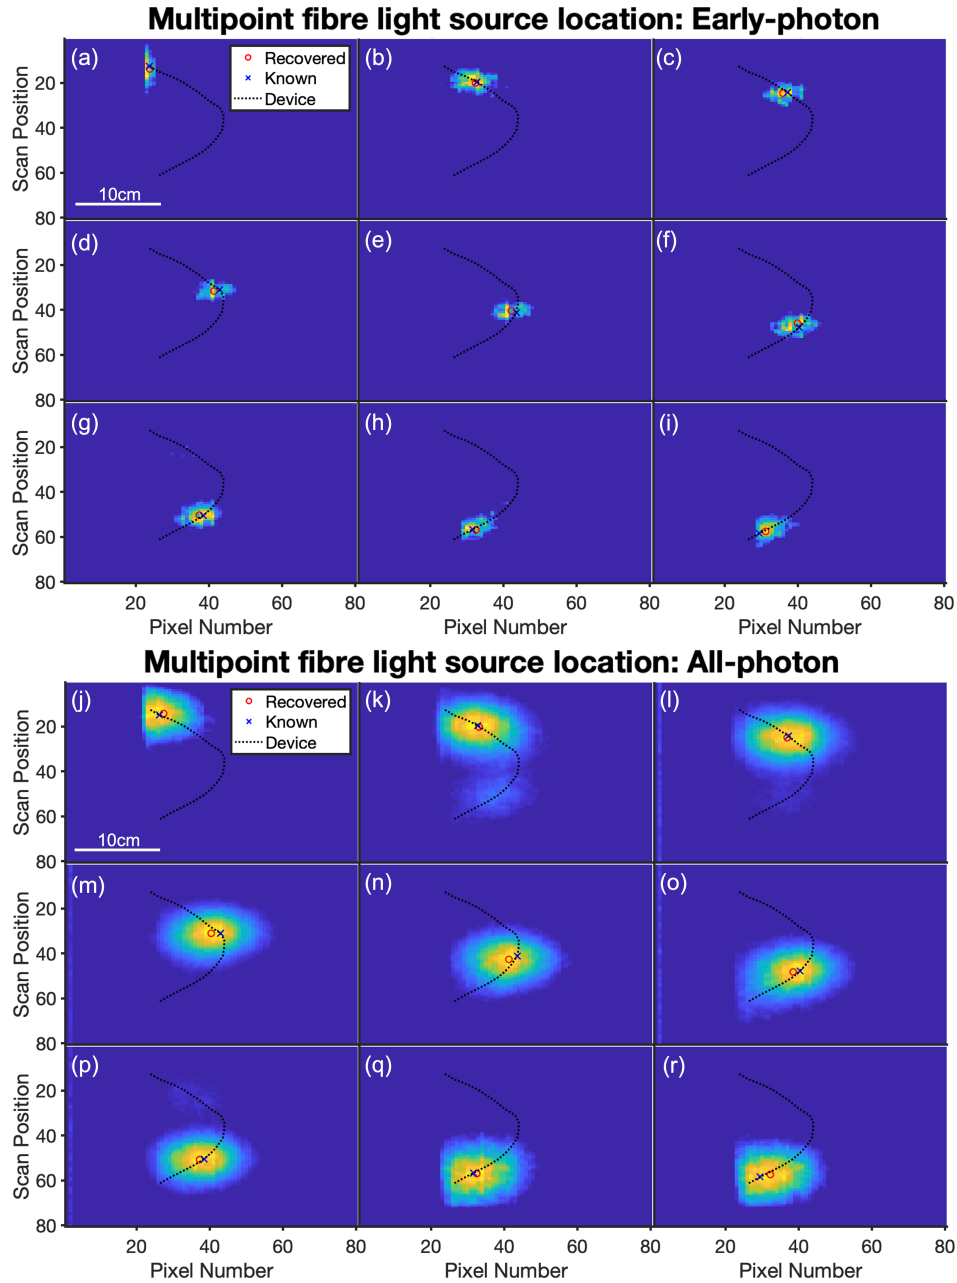 Multipoint fibre light source location: Early-photon
(a) (b) (c)
Recovered
Known
Device
10cm
Scan Position
20
40
60
80
(d) (e) (f)
Scan Position
20
40
60
80
(g) (h) (i)
Scan Position
20
40
60
80
20 40 60 80 20 40 60 80 20 40 60 80
Pixel Number Pixel Number Pixel Number
Multipoint fibre light source location: All-photon
(j) (k) (l)
Recovered
Known
Device
10cm
Scan Position
20
40
60
80
(m) (n) (o)
Scan Position
20
40
60
80
(p) (q) (r)
Scan Position
20
40
60
80
20 40 60 80 20 40 60 80 20 40 60 80
Pixel Number Pixel Number Pixel Number